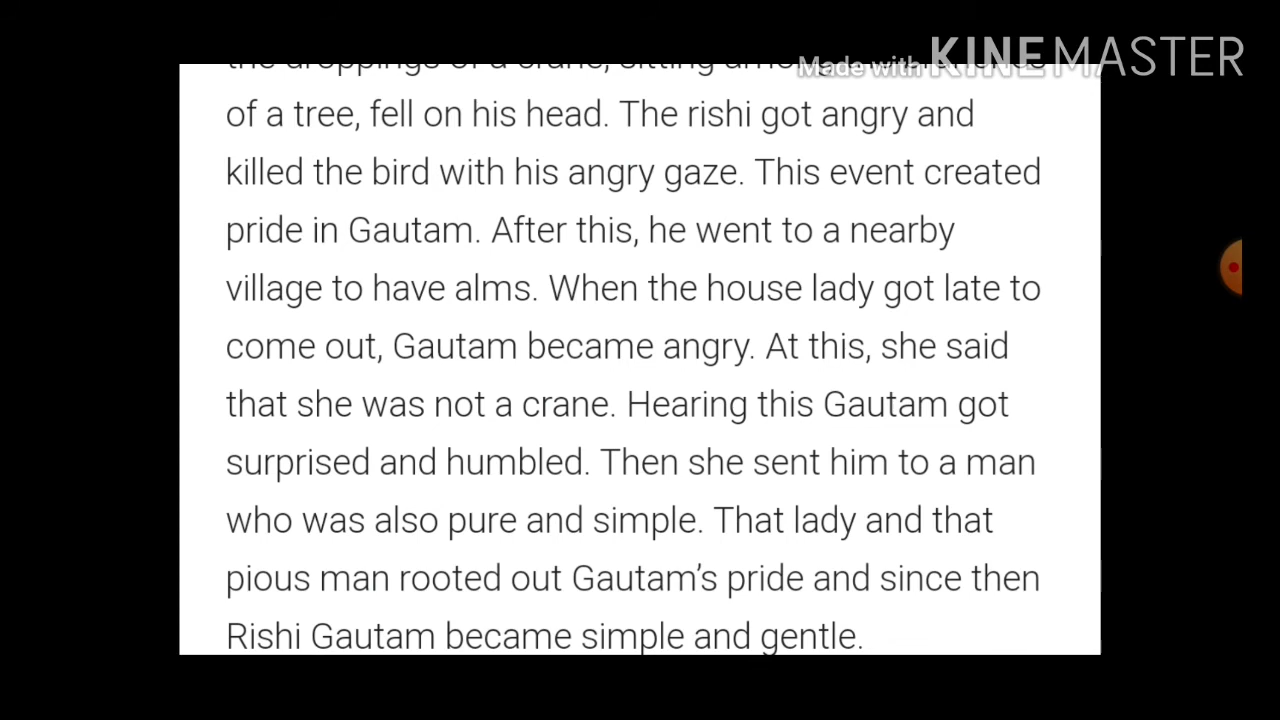 Made with KINEMASTER
the droppings of a crane, sitting
of a tree, fell on his head. The rishi got angry and
killed the bird with his angry gaze. This event created
pride in Gautam. After this, he went to a nearby
village to have alms. When the house lady got late to
come out, Gautam became angry. At this, she said
that she was not a crane. Hearing this Gautam got
surprised and humbled. Then she sent him to a man
who was also pure and simple. That lady and that
pious man rooted out Gautam’s pride and since then
Rishi Gautam became simple and gentle.